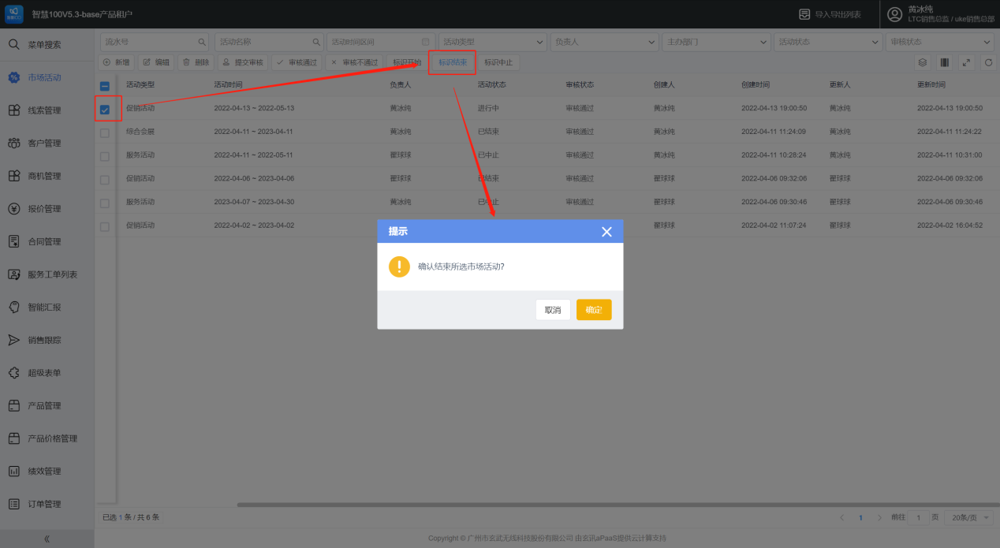 智慧100V5.3-base产品租户
导入导出列表
黄冰纯
LTC销售总监 / uke销售总部
菜单搜索
市场活动
线索管理
客户管理
商机管理
报价管理
合同管理
服务工单列表
智能汇报
销售跟踪
超级表单
产品管理
产品价格管理
绩效管理
订单管理
流水号 活动名称 活动时间区间 活动类型 负责人 主办部门 活动状态 审核状态
新增 编辑 删除 提交审核 审核通过 审核不通过 标识开始 标识结束 标识中止
活动类型 活动时间 负责人 活动状态 审核状态 创建人 创建时间 更新人 更新时间
促销活动 2022-04-13 ~ 2022-05-13 黄冰纯 进行中 审核通过 黄冰纯 2022-04-13 19:00:50 黄冰纯 2022-04-13 19:00:50
综合会展 2022-04-11 ~ 2023-04-11 黄冰纯 已结束 审核通过 黄冰纯 2022-04-11 11:24:09 黄冰纯 2022-04-11 11:24:22
服务活动 2022-04-11 ~ 2022-05-11 翟球球 已中止 审核通过 黄冰纯 2022-04-11 10:28:24 黄冰纯 2022-04-11 10:31:00
促销活动 2022-04-06 ~ 2023-04-06 翟球球 已结束 审核通过 翟球球 2022-04-06 09:32:06 翟球球 2022-04-06 09:32:06
服务活动 2023-04-07 ~ 2023-04-30 黄冰纯 已中止 审核通过 翟球球 2022-04-06 09:30:46 翟球球 2022-04-06 09:30:46
促销活动 2022-04-02 ~ 2023-04-02 翟球球 2022-04-02 11:07:24 翟球球 2022-04-02 16:04:52
提示
确认结束所选市场活动?
取消 确定
已选 1 条 / 共 6 条
1 前往 1 页 20条/页
Copyright © 广州市玄武无线科技股份有限公司 由玄讯aPaaS提供云计算支持